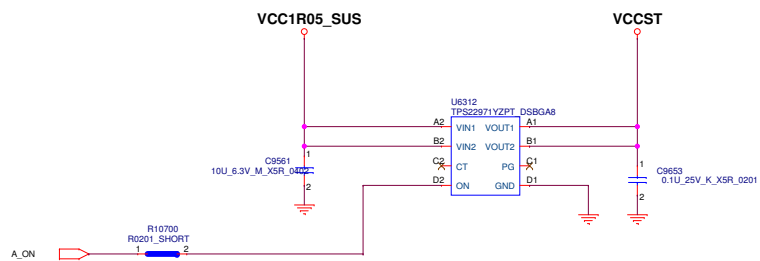 VCC1R05_SUS
VCCST
U6312
TPS22971YZPT_DSBGA8
A2 VIN1 VOUT1 A1
B2 VIN2 VOUT2 B1
C2 CT PG C1
D2 ON GND D1
C9561
10U_6.3V_M_X5R_0402
1
2
1
C9653
0.1U_25V_K_X5R_0201
2
R10700
R0201_SHORT
A_ON
1 2